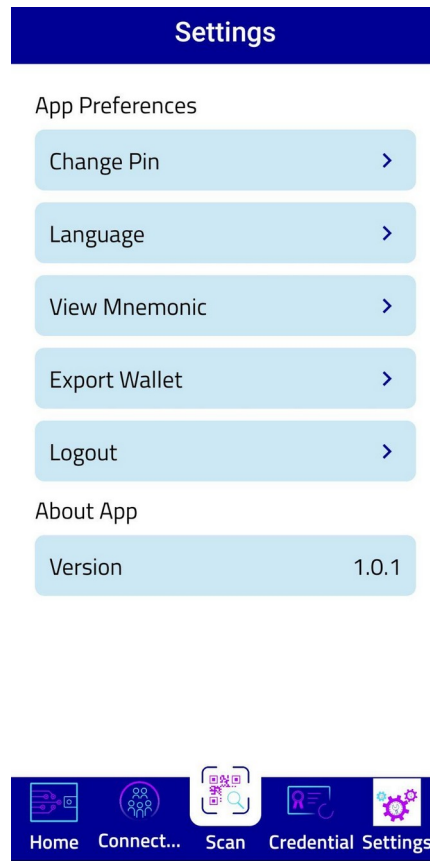 Settings
App Preferences
Change Pin
Language
View Mnemonic
Export Wallet
Logout
About App
Version 1.0.1
Home Connect... Scan Credential Settings